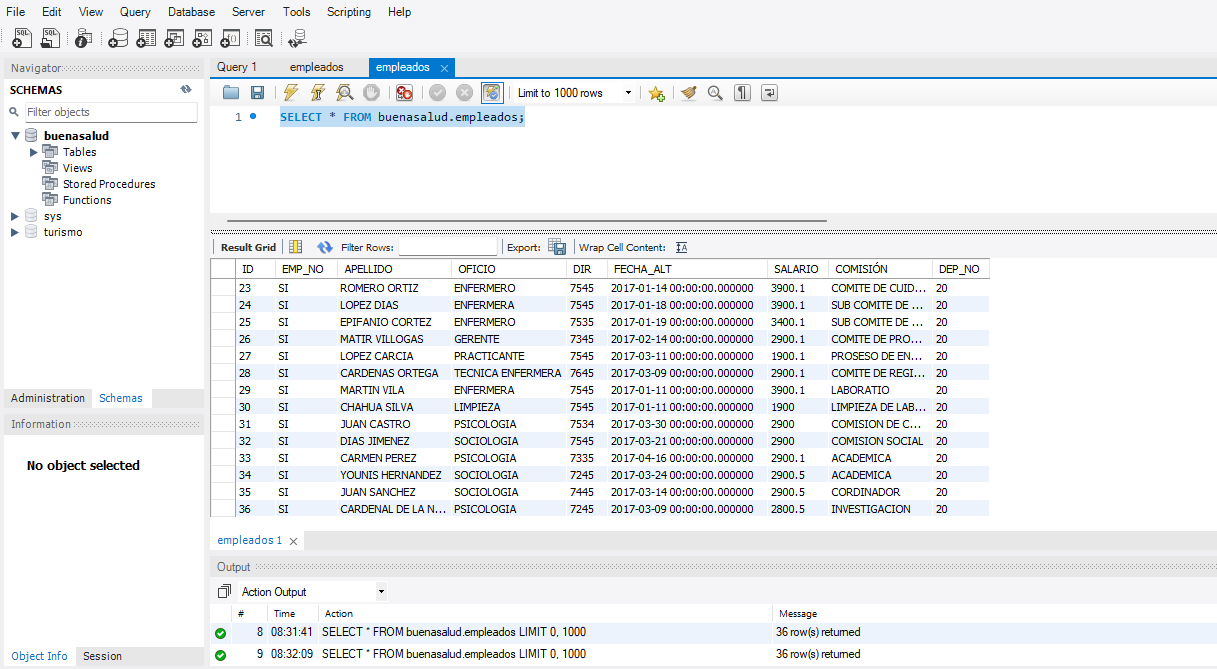 File Edit View Query Database Server Tools Scripting Help
Navigator
SCHEMAS
Filter objects
buenasalud
Tables
Views
Stored Procedures
Functions
sys
turismo
Administration Schemas
Information
No object selected
Object Info Session
Query 1 empleados empleados
Limit to 1000 rows
1 SELECT * FROM buenasalud.empleados;
Result Grid Filter Rows: Export: Wrap Cell Content:
ID EMP_NO APELLIDO OFICIO DIR FECHA_ALT SALARIO COMISIÓN DEP_NO
23 SI ROMERO ORTIZ ENFERMERO 7545 2017-01-14 00:00:00.000000 3900.1 COMITE DE CUID... 20
24 SI LOPEZ DIAS ENFERMERA 7545 2017-01-18 00:00:00.000000 3900.1 SUB COMITE DE ... 20
25 SI EPIFANIO CORTEZ ENFERMERO 7535 2017-01-19 00:00:00.000000 3400.1 SUB COMITE DE ... 20
26 SI MATIR VILLOGAS GERENTE 7345 2017-02-14 00:00:00.000000 2900.1 COMITE DE PRO... 20
27 SI LOPEZ CARCIA PRACTICANTE 7545 2017-03-11 00:00:00.000000 1900.1 PROSESO DE EN... 20
28 SI CARDENAS ORTEGA TECNICA ENFERMERA 7645 2017-03-09 00:00:00.000000 2900.1 COMITE DE REGI... 20
29 SI MARTIN VILA ENFERMERA 7545 2017-01-11 00:00:00.000000 3900.1 LABORATIO 20
30 SI CHAHUA SILVA LIMPIEZA 7545 2017-01-11 00:00:00.000000 1900 LIMPIEZA DE LAB... 20
31 SI JUAN CASTRO PSICOLOGIA 7534 2017-03-30 00:00:00.000000 2900 COMISION DE C... 20
32 SI DIAS JIMENEZ SOCIOLOGIA 7545 2017-03-21 00:00:00.000000 2900 COMISION SOCIAL 20
33 SI CARMEN PEREZ PSICOLOGIA 7335 2017-04-16 00:00:00.000000 2900.1 ACADEMICA 20
34 SI YOUNIS HERNANDEZ SOCIOLOGIA 7245 2017-03-24 00:00:00.000000 2900.5 ACADEMICA 20
35 SI JUAN SANCHEZ SOCIOLOGIA 7445 2017-03-14 00:00:00.000000 2900.5 CORDINADOR 20
36 SI CARDENAL DE LA N... PSICOLOGIA 7245 2017-03-09 00:00:00.000000 2800.5 INVESTIGACION 20
empleados 1
Output
Action Output
# Time Action Message
8 08:31:41 SELECT * FROM buenasalud.empleados LIMIT 0, 1000 36 row(s) returned
9 08:32:09 SELECT * FROM buenasalud.empleados LIMIT 0, 1000 36 row(s) returned